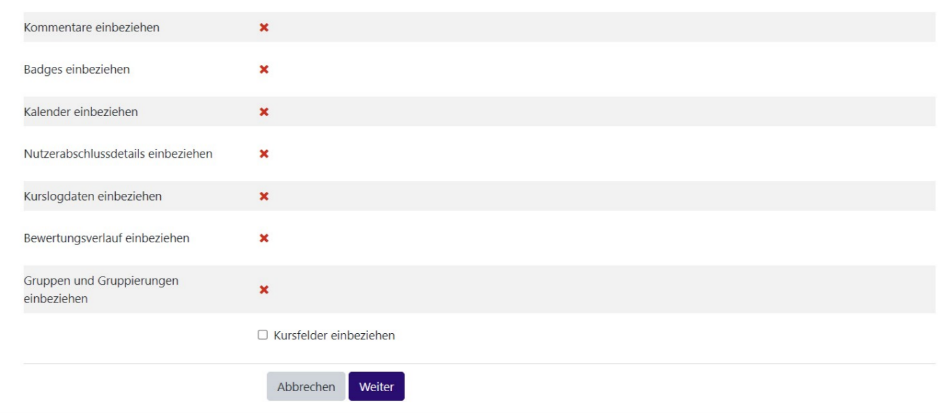 Kommentare einbeziehen
Badges einbeziehen
Kalender einbeziehen
Nutzerabschlussdetails einbeziehen
Kurslogdaten einbeziehen
Bewertungsverlauf einbeziehen
Gruppen und Gruppierungen
einbeziehen
Kursfelder einbeziehen
Abbrechen Weiter